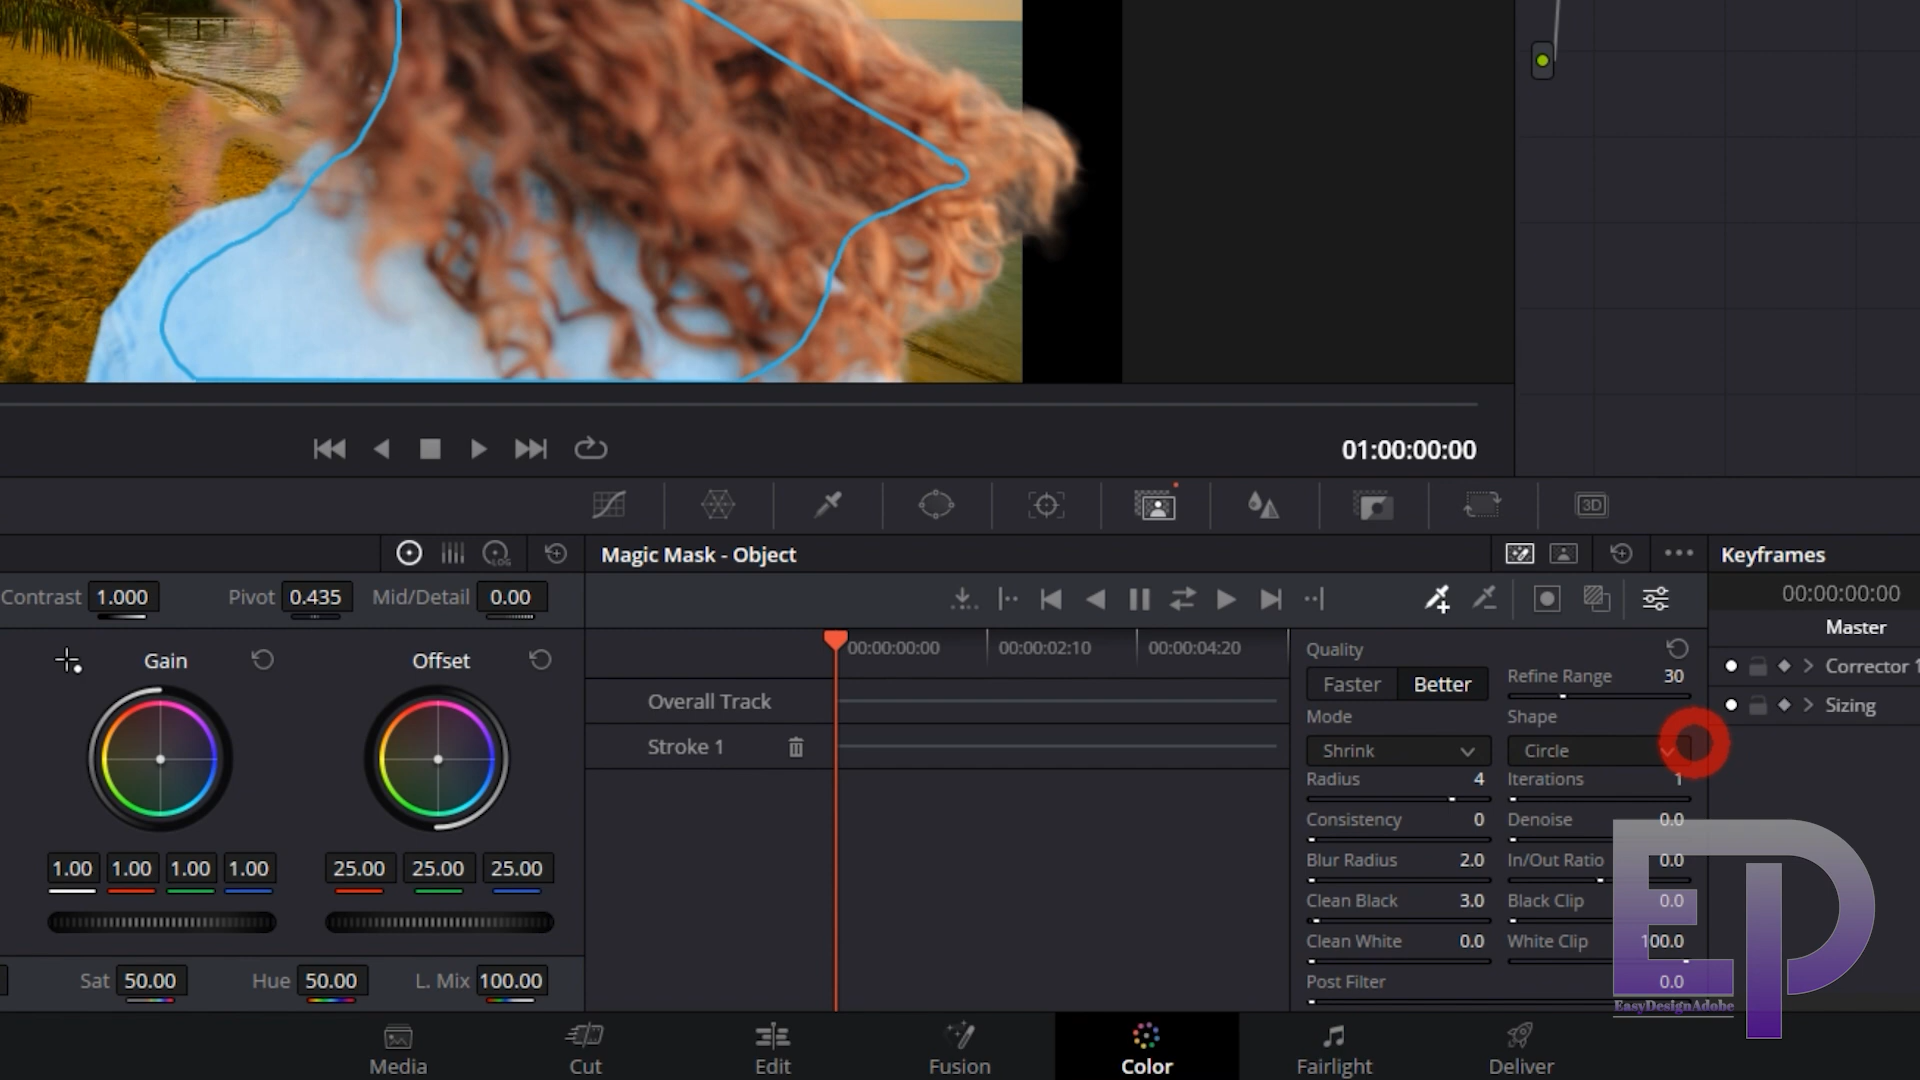 01:00:00:00
3D
LOG
Magic Mask - Object
Keyframes
Contrast 1.000
Pivot 0.435
Mid/Detail 0.00
00:00:00:00
Master
Gain
Offset
00:00:00:00
00:00:02:10
00:00:04:20
Quality
Faster
Better
Refine Range 30
Corrector 1
Overall Track
Mode
Shape
Sizing
Stroke 1
Shrink
Circle
Radius 4
Iterations 1
Consistency 0
Denoise 0.0
Blur Radius 2.0
In/Out Ratio 0.0
1.00 1.00 1.00 1.00
25.00 25.00 25.00
Clean Black 3.0
Black Clip 0.0
Clean White 0.0
White Clip 100.0
Post Filter 0.0
Sat 50.00
Hue 50.00
L. Mix 100.00
EP
EasyDesignAdobe
Media
Cut
Edit
Fusion
Color
Fairlight
Deliver